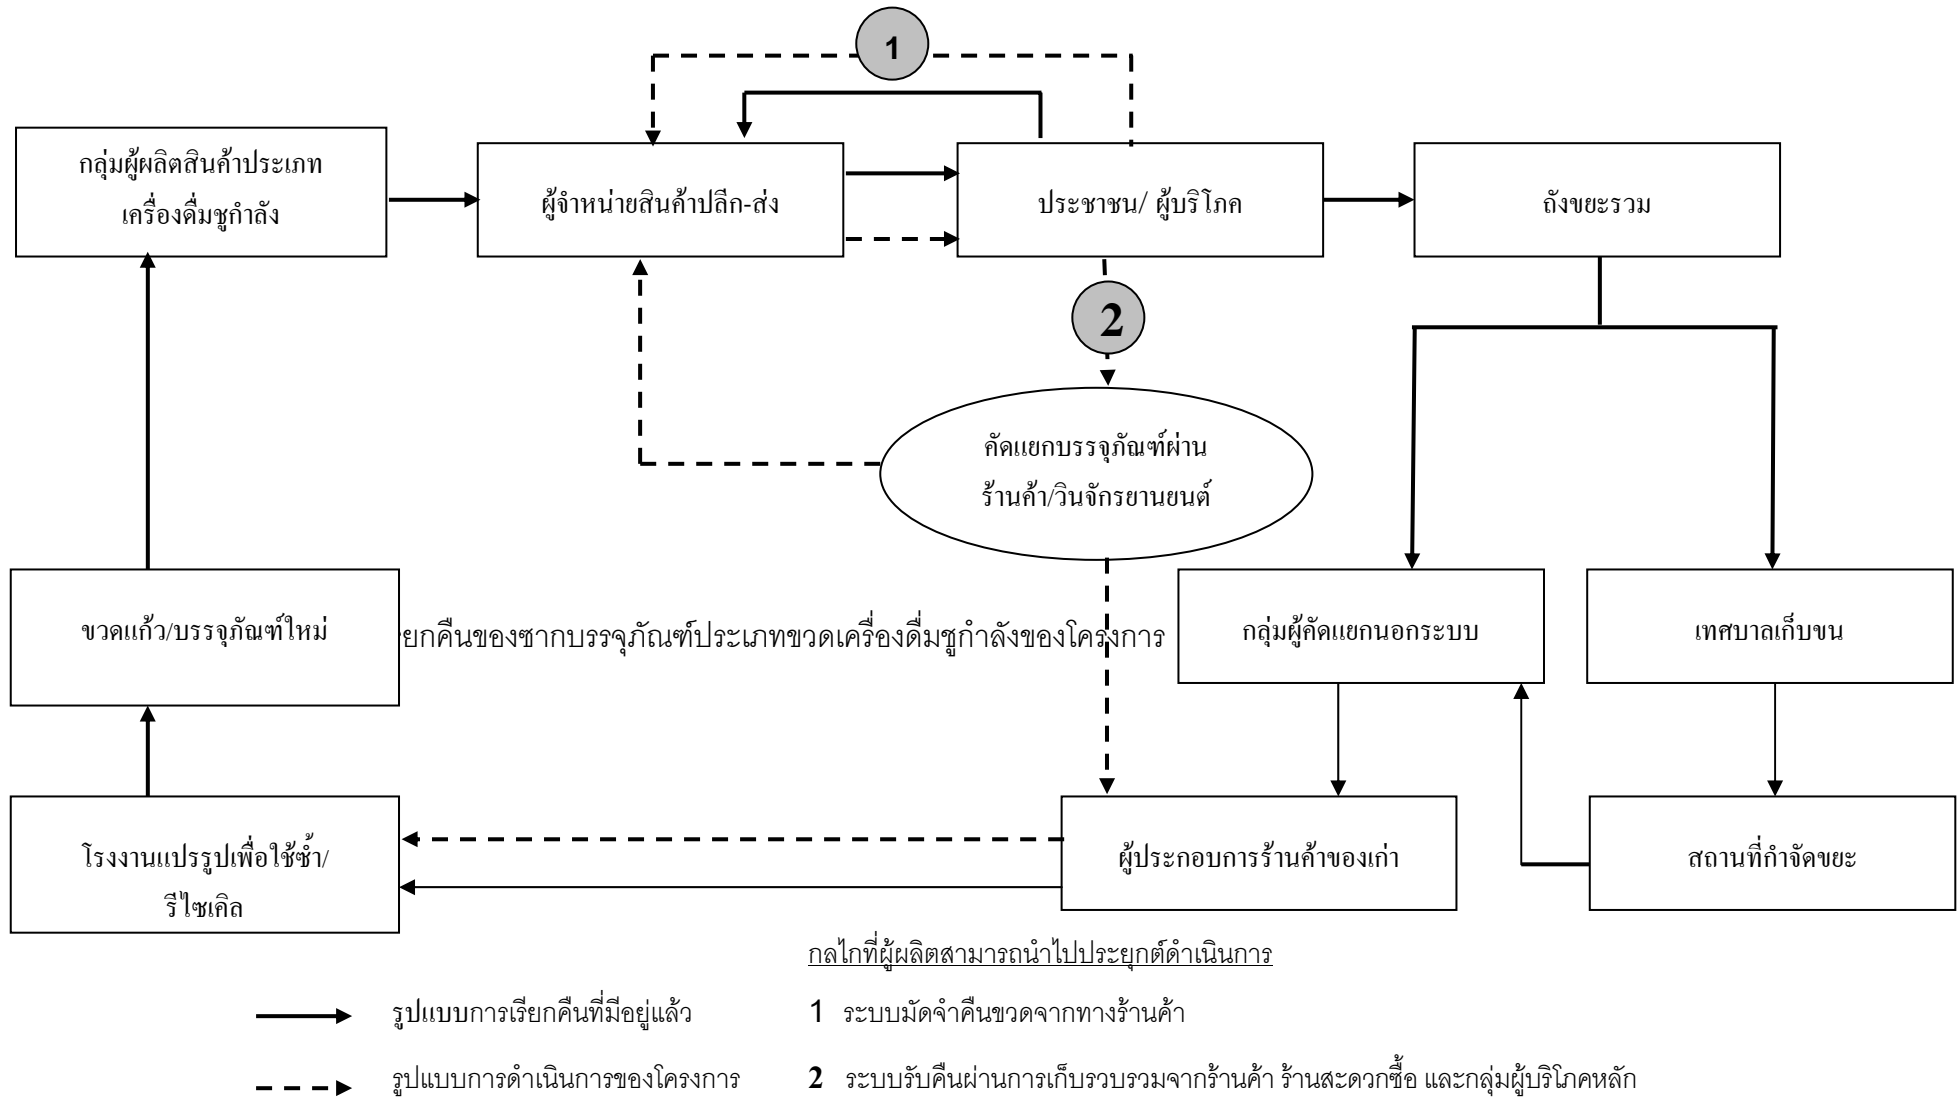 1
กลุ่มผู้ผลิตสินค้าประเภท
เครื่องดื่มชูกำลัง
ผู้จำหน่ายสินค้าปลีก-ส่ง
ประชาชน/ ผู้บริโภค
ถังขยะรวม
2
คัดแยกบรรจุภัณฑ์ผ่าน
ร้านค้า/วินจักรยานยนต์
ขวดแก้ว/บรรจุภัณฑ์ใหม่
ยกคืนของซากบรรจุภัณฑ์ประเภทขวดเครื่องดื่มชูกำลังของโครงการ
กลุ่มผู้คัดแยกนอกระบบ
เทศบาลเก็บขน
โรงงานแปรรูปเพื่อใช้ซ้ำ/
รีไซเคิล
ผู้ประกอบการร้านค้าของเก่า
สถานที่กำจัดขยะ
กลไกที่ผู้ผลิตสามารถนำไปประยุกต์ดำเนินการ
รูปแบบการเรียกคืนที่มีอยู่แล้ว
1 ระบบมัดจำคืนขวดจากทางร้านค้า
รูปแบบการดำเนินการของโครงการ
2 ระบบรับคืนผ่านการเก็บรวบรวมจากร้านค้า ร้านสะดวกซื้อ และกลุ่มผู้บริโภคหลัก